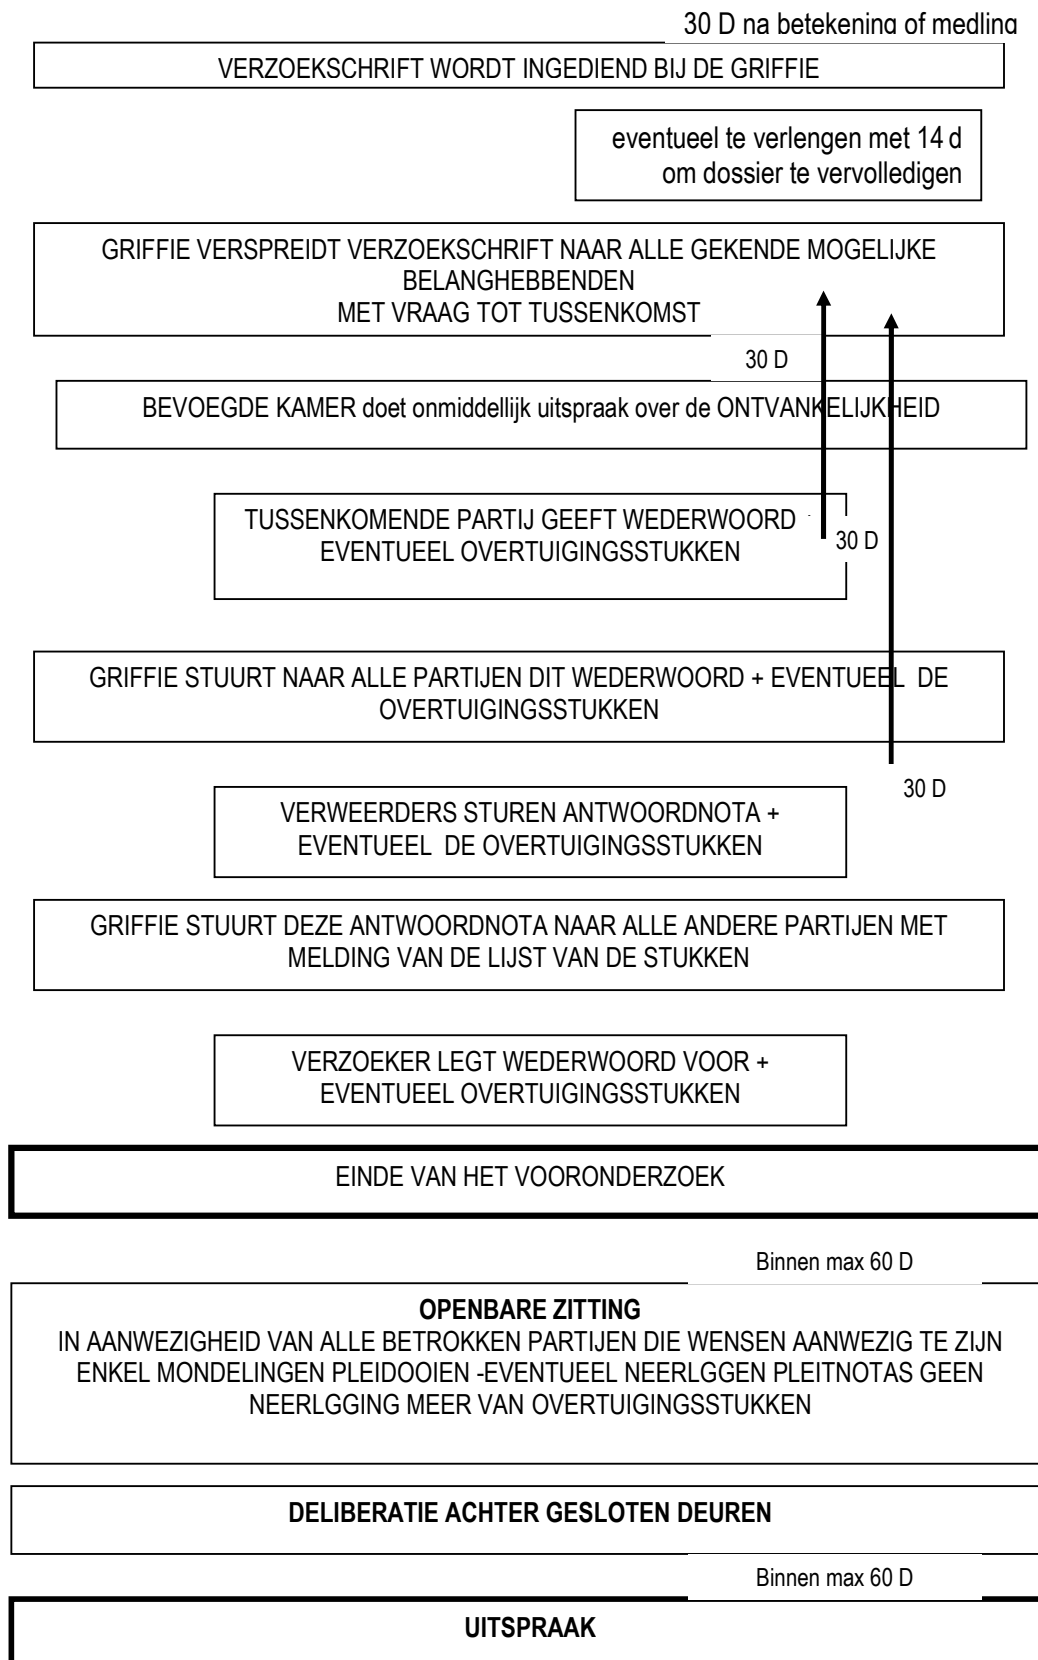 30 D na betekening of medling
VERZOEKSCHRIFT WORDT INGEDIEND BIJ DE GRIFFIE
eventueel te verlengen met 14 d
om dossier te vervolledigen
GRIFFIE VERSPREIDT VERZOEKSCHRIFT NAAR ALLE GEKENDE MOGELIJKE
BELANGHEBBENDEN
MET VRAAG TOT TUSSENKOMST
30 D
BEVOEGDE KAMER doet onmiddellijk uitspraak over de ONTVANKELIJKHEID
TUSSENKOMENDE PARTIJ GEEFT WEDERWOORD
EVENTUEEL OVERTUIGINGSSTUKKEN
30 D
GRIFFIE STUURT NAAR ALLE PARTIJEN DIT WEDERWOORD + EVENTUEEL DE
OVERTUIGINGSSTUKKEN
30 D
VERWEERDERS STUREN ANTWOORDNOTA +
EVENTUEEL DE OVERTUIGINGSSTUKKEN
GRIFFIE STUURT DEZE ANTWOORDNOTA NAAR ALLE ANDERE PARTIJEN MET
MELDING VAN DE LIJST VAN DE STUKKEN
VERZOEKER LEGT WEDERWOORD VOOR +
EVENTUEEL OVERTUIGINGSSTUKKEN
EINDE VAN HET VOORONDERZOEK
Binnen max 60 D
OPENBARE ZITTING
IN AANWEZIGHEID VAN ALLE BETROKKEN PARTIJEN DIE WENSEN AANWEZIG TE ZIJN
ENKEL MONDELINGEN PLEIDOOIEN -EVENTUEEL NEERLGGEN PLEITNOTAS GEEN
NEERLGGING MEER VAN OVERTUIGINGSSTUKKEN
DELIBERATIE ACHTER GESLOTEN DEUREN
Binnen max 60 D
UITSPRAAK